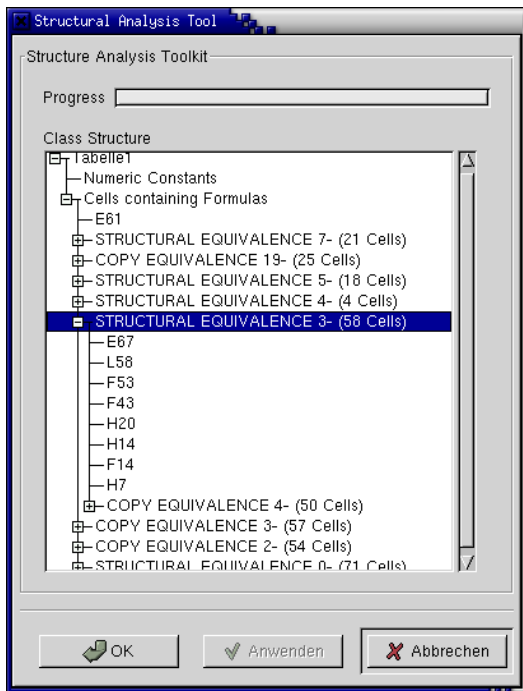 Structural Analysis Tool
Structure Analysis Toolkit
Progress
Class Structure
Tabelle1
Numeric Constants
Cells containing Formulas
E61
STRUCTURAL EQUIVALENCE 7- (21 Cells)
COPY EQUIVALENCE 19- (25 Cells)
STRUCTURAL EQUIVALENCE 5- (18 Cells)
STRUCTURAL EQUIVALENCE 4- (4 Cells)
STRUCTURAL EQUIVALENCE 3- (58 Cells)
E67
L58
F53
F43
H20
H14
F14
H7
COPY EQUIVALENCE 4- (50 Cells)
COPY EQUIVALENCE 3- (57 Cells)
COPY EQUIVALENCE 2- (54 Cells)
STRUCTURAL EQUIVALENCE 0- (71 Cells)
OK
Anwenden
Abbrechen